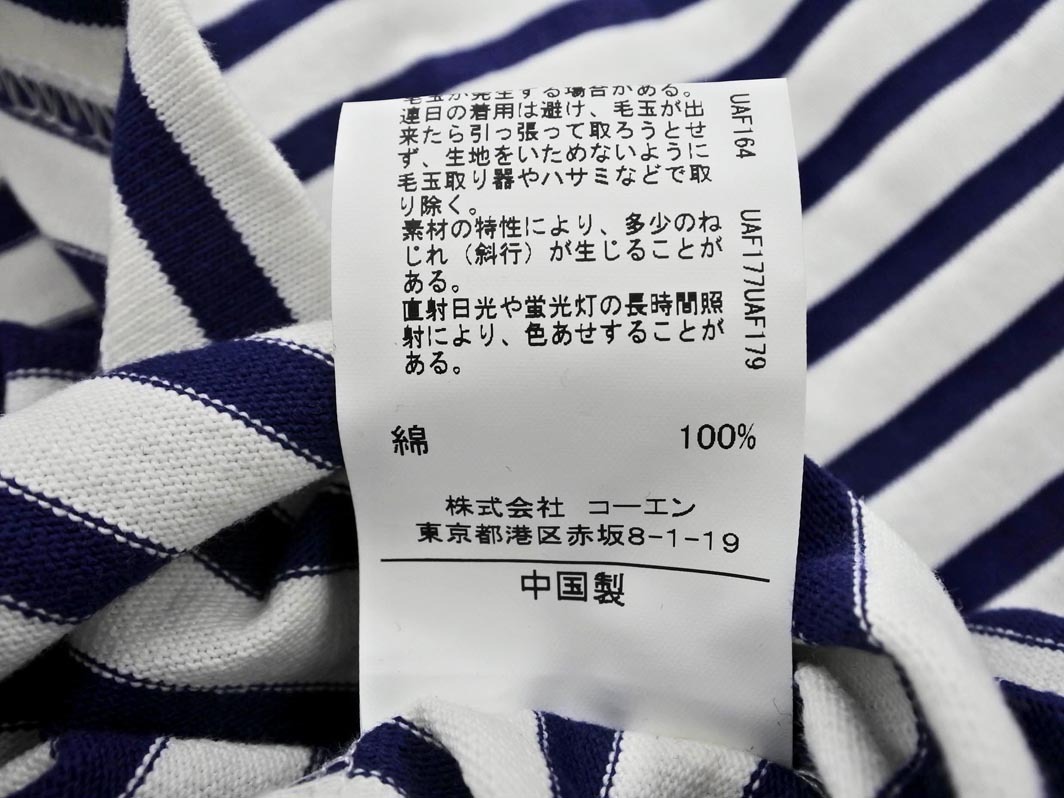 毛玉が発生する場合がある。
連日の着用は避け、毛玉が出
来たら引っ張って取ろうとせ
ず、生地をいためないように
毛玉取り器やハサミなどで取
り除く。
素材の特性により、多少のね
じれ（斜行）が生じることが
ある。
直射日光や蛍光灯の長時間照
射により、色あせすることが
ある。
綿 100%
株式会社 コーエン
東京都港区赤坂8-1-19
中国製
UAF164
UAF177UAF179